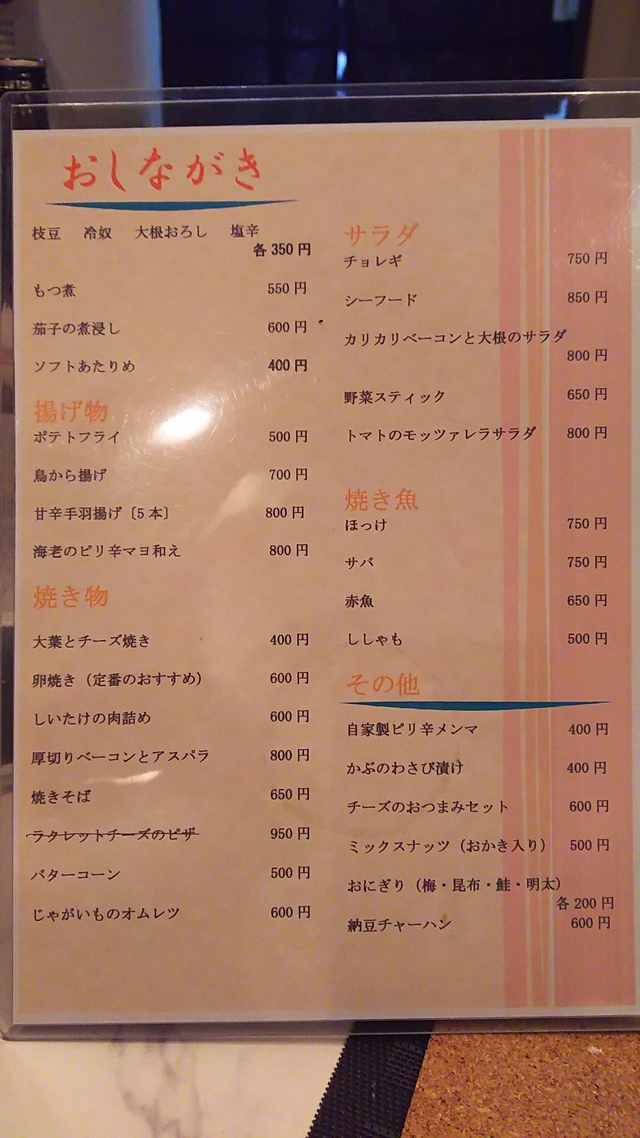 おしながき
枝豆 冷奴 大根おろし 塩辛
各 350 円
もつ煮 550 円
茄子の煮浸し 600 円
ソフトあたりめ 400 円
揚げ物
ポテトフライ 500 円
鳥から揚げ 700 円
甘辛手羽揚げ〔5 本〕 800 円
海老のピリ辛マヨ和え 800 円
焼き物
大葉とチーズ焼き 400 円
卵焼き（定番のおすすめ） 600 円
しいたけの肉詰め 600 円
厚切りベーコンとアスパラ 800 円
焼きそば 650 円
ラクレットチーズのピザ 950 円
バターコーン 500 円
じゃがいものオムレツ 600 円
サラダ
チョレギ 750 円
シーフード 850 円
カリカリベーコンと大根のサラダ
800 円
野菜スティック 650 円
トマトのモッツァレラサラダ 800 円
焼き魚
ほっけ 750 円
サバ 750 円
赤魚 650 円
ししゃも 500 円
その他
自家製ピリ辛メンマ 400 円
かぶのわさび漬け 400 円
チーズのおつまみセット 600 円
ミックスナッツ（おかき入り） 500 円
おにぎり（梅・昆布・鮭・明太）
各 200 円
納豆チャーハン 600 円